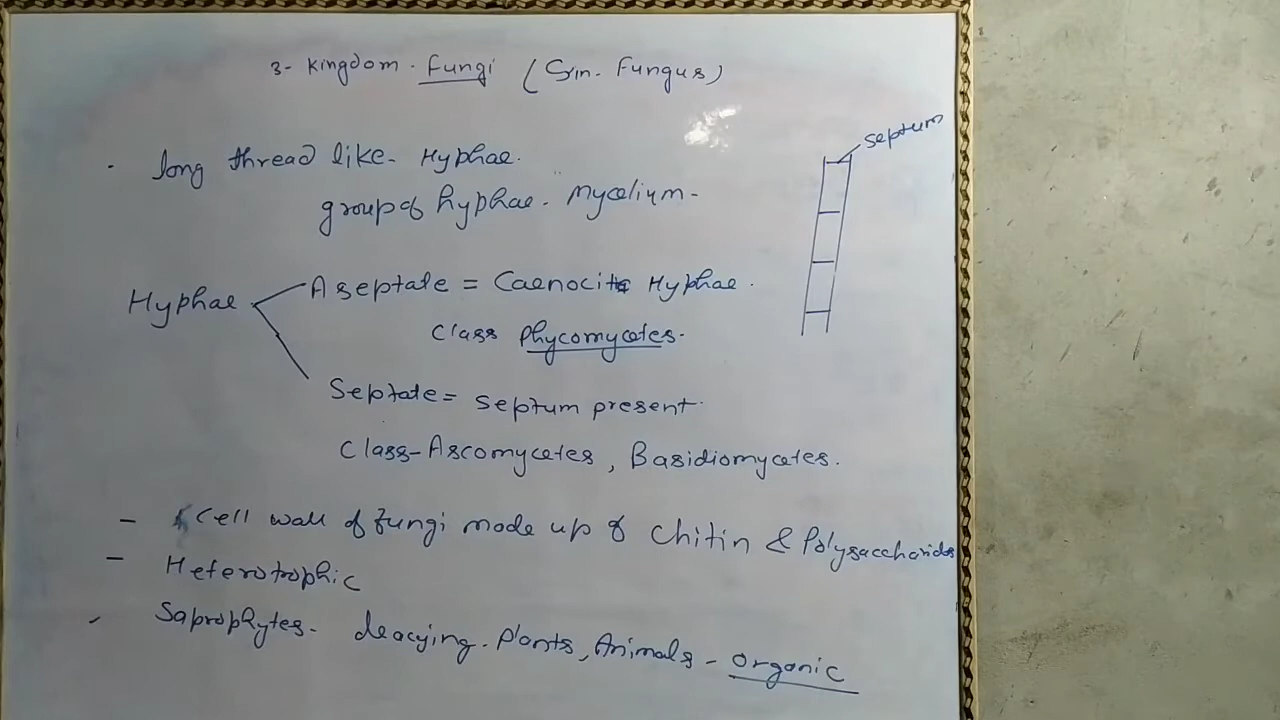 3- Kingdom - Fungi (Sin. Fungus)
septum
long thread like - Hyphae.
group of hyphae - Mycelium -
Hyphae
Aseptate = Caenocite Hyphae.
Class Phycomycetes.
Septate = septum present.
Class - Ascomycetes, Basidiomycetes.
- Cell wall of fungi made up of chitin & Polysaccharides
- Heterotrophic
Saprophytes - deacying. Plants, Animals - organic